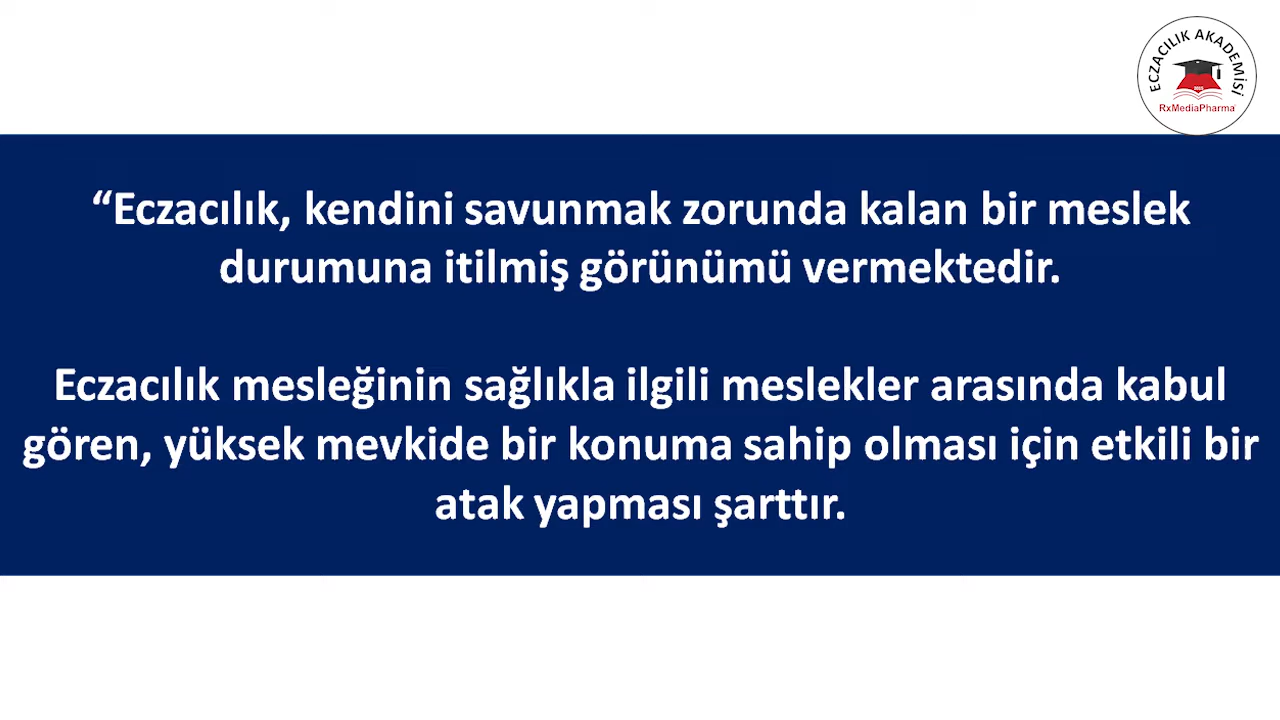 ECZACILIK AKADEMİSİ
RxMediaPharma
“Eczacılık, kendini savunmak zorunda kalan bir meslek
durumuna itilmiş görünümü vermektedir.
Eczacılık mesleğinin sağlıkla ilgili meslekler arasında kabul
gören, yüksek mevkide bir konuma sahip olması için etkili bir
atak yapması şarttır.